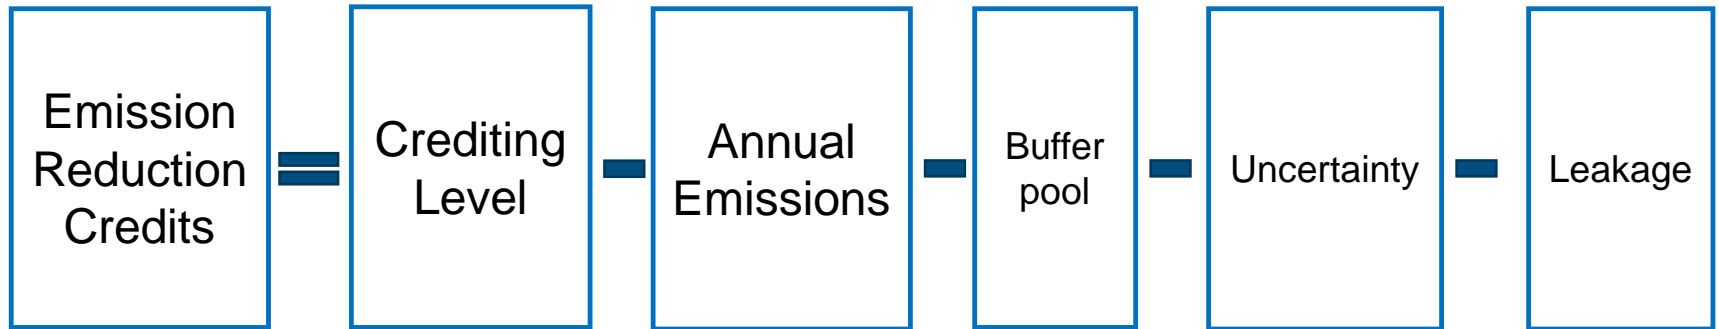 Emission
Reduction
Credits
=
Crediting
Level
-
Annual
Emissions
-
Buffer
pool
-
Uncertainty
-
Leakage